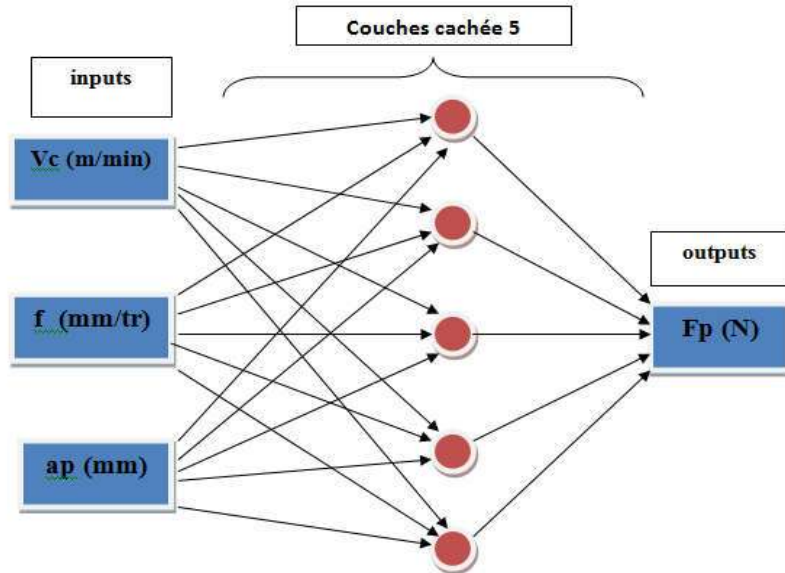 Couches cachée 5
inputs
Vc (m/min)
f (mm/tr)
ap (mm)
outputs
Fp (N)